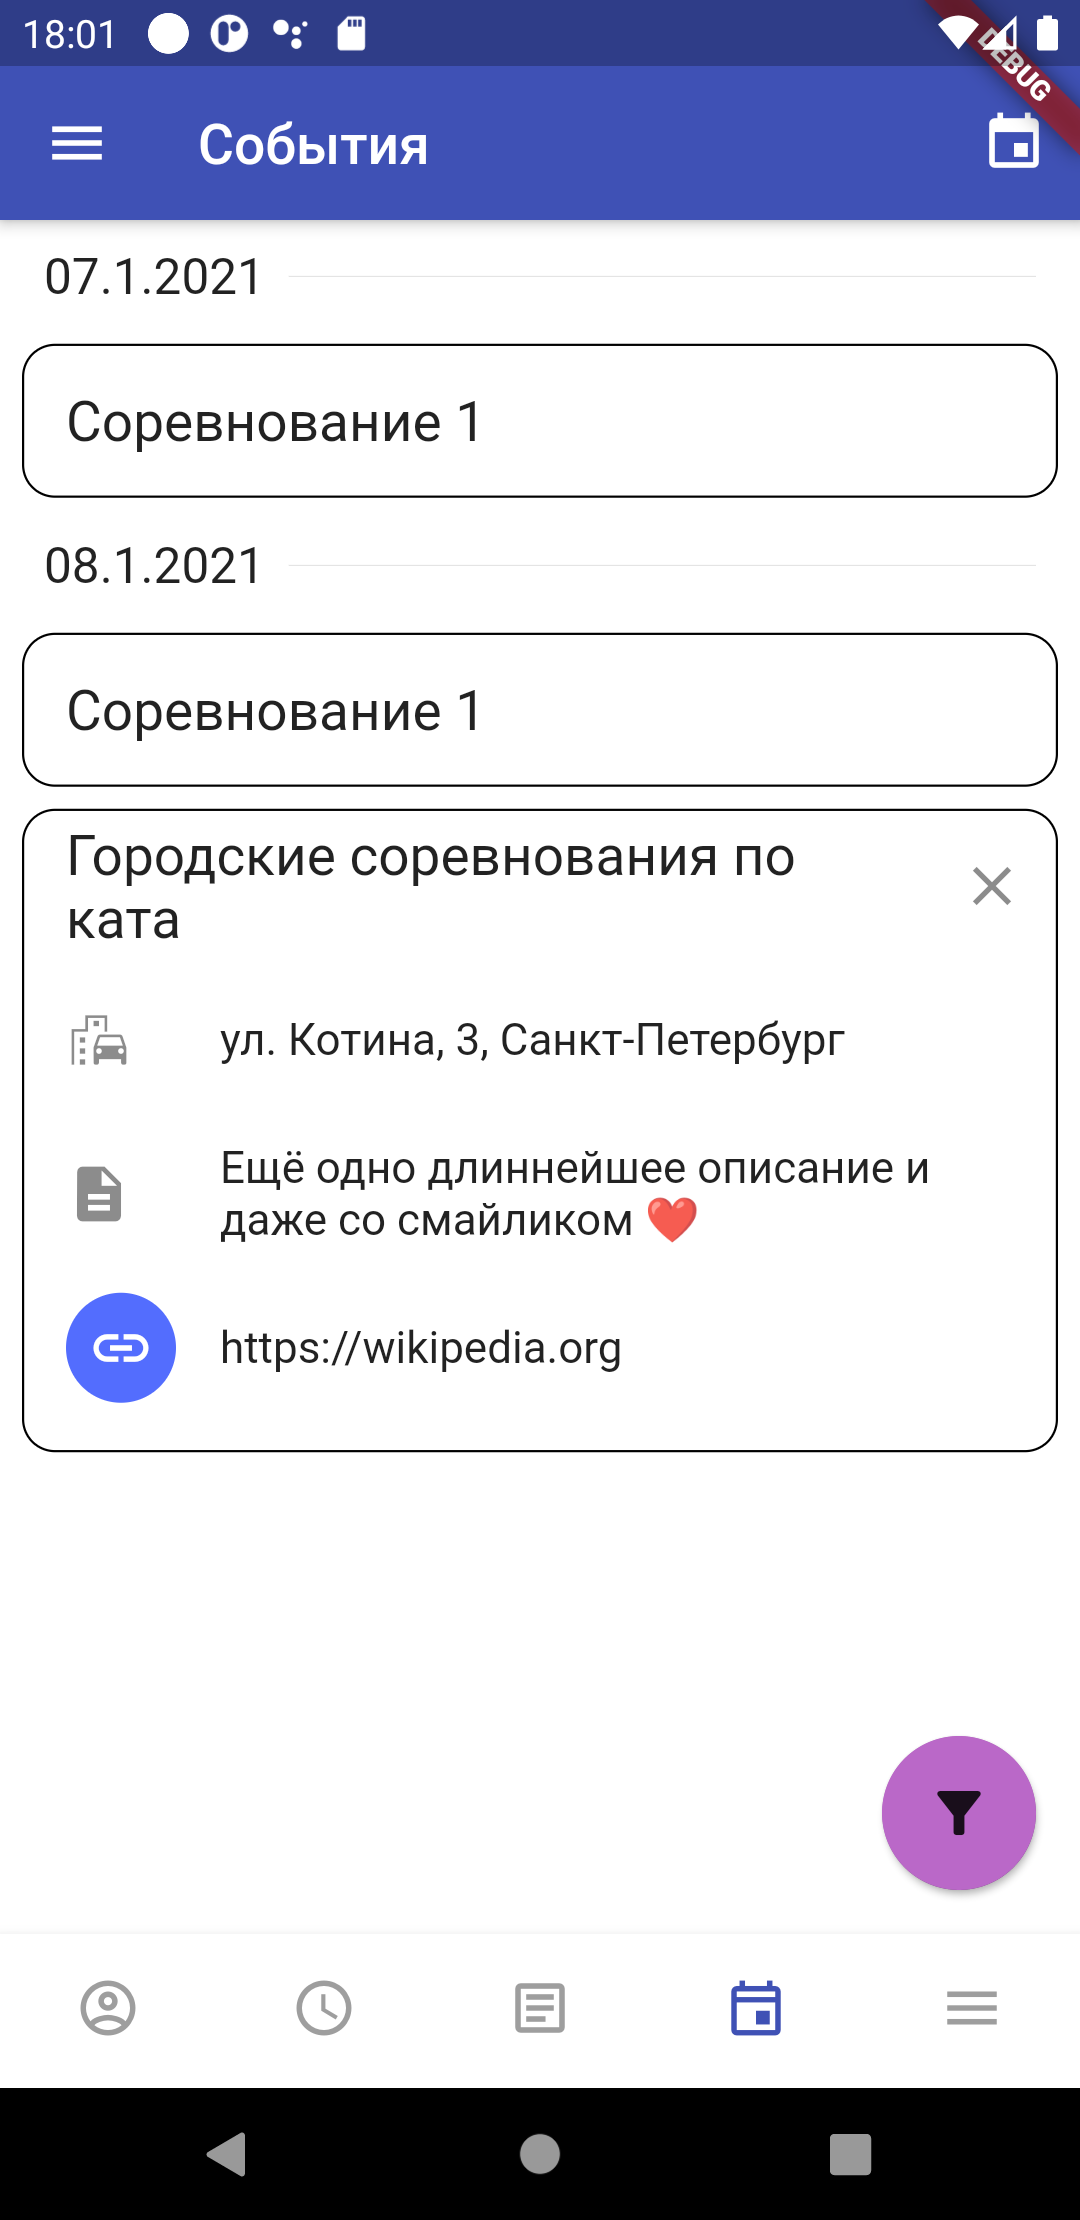 18:01
DEBUG
События
07.1.2021
Соревнование 1
08.1.2021
Соревнование 1
Городские соревнования по
ката
ул. Котина, 3, Санкт-Петербург
Ещё одно длиннейшее описание и
даже со смайликом ❤️
https://wikipedia.org